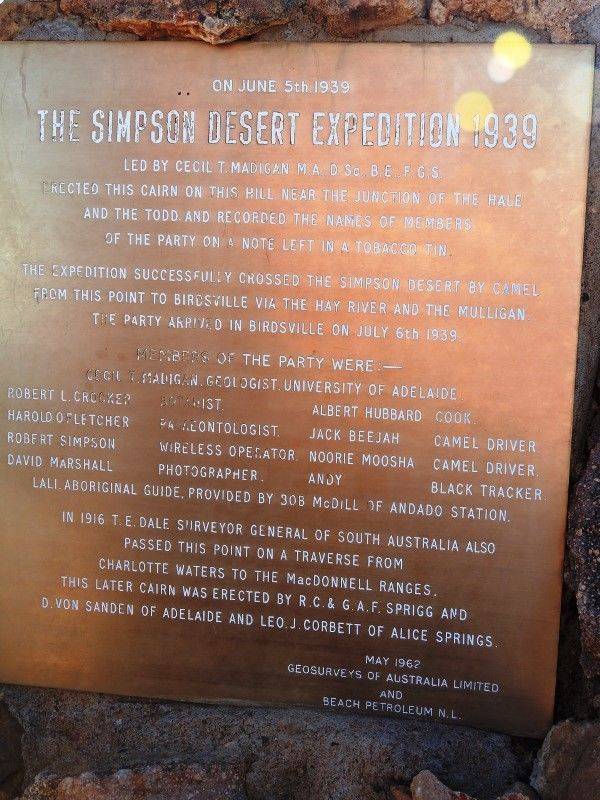 ON JUNE 5th 1939
THE SIMPSON DESERT EXPEDITION 1939
LED BY CECIL T. MADIGAN M.A., D.Sc., B.E., F.G.S.
ERECTED THIS CAIRN ON THIS HILL NEAR THE JUNCTION OF THE HALE
AND THE TODD, AND RECORDED THE NAMES OF MEMBERS
OF THE PARTY ON A NOTE LEFT IN A TOBACCO TIN.
THE EXPEDITION SUCCESSFULLY CROSSED THE SIMPSON DESERT BY CAMEL
FROM THIS POINT TO BIRDSVILLE VIA THE HAY RIVER AND THE MULLIGAN.
THE PARTY ARRIVED IN BIRDSVILLE ON JULY 6th 1939.
MEMBERS OF THE PARTY WERE:—
CECIL T. MADIGAN. GEOLOGIST. UNIVERSITY OF ADELAIDE.
ROBERT L. CROCKER BOTANIST. ALBERT HUBBARD COOK.
HAROLD O FLETCHER PALAEONTOLOGIST. JACK BEEJAH CAMEL DRIVER
ROBERT SIMPSON WIRELESS OPERATOR. NOORIE MOOSHA CAMEL DRIVER.
DAVID MARSHALL PHOTOGRAPHER. ANDY BLACK TRACKER.
LALI. ABORIGINAL GUIDE, PROVIDED BY BOB McDILL OF ANDADO STATION.
IN 1916 T. E. DALE SURVEYOR GENERAL OF SOUTH AUSTRALIA ALSO
PASSED THIS POINT ON A TRAVERSE FROM
CHARLOTTE WATERS TO THE MacDONNELL RANGES.
THIS LATER CAIRN WAS ERECTED BY R.C. & G.A.F. SPRIGG AND
D. VON SANDEN OF ADELAIDE AND LEO. J. CORBETT OF ALICE SPRINGS.
MAY 1962
GEOSURVEYS OF AUSTRALIA LIMITED
AND
BEACH PETROLEUM N.L.